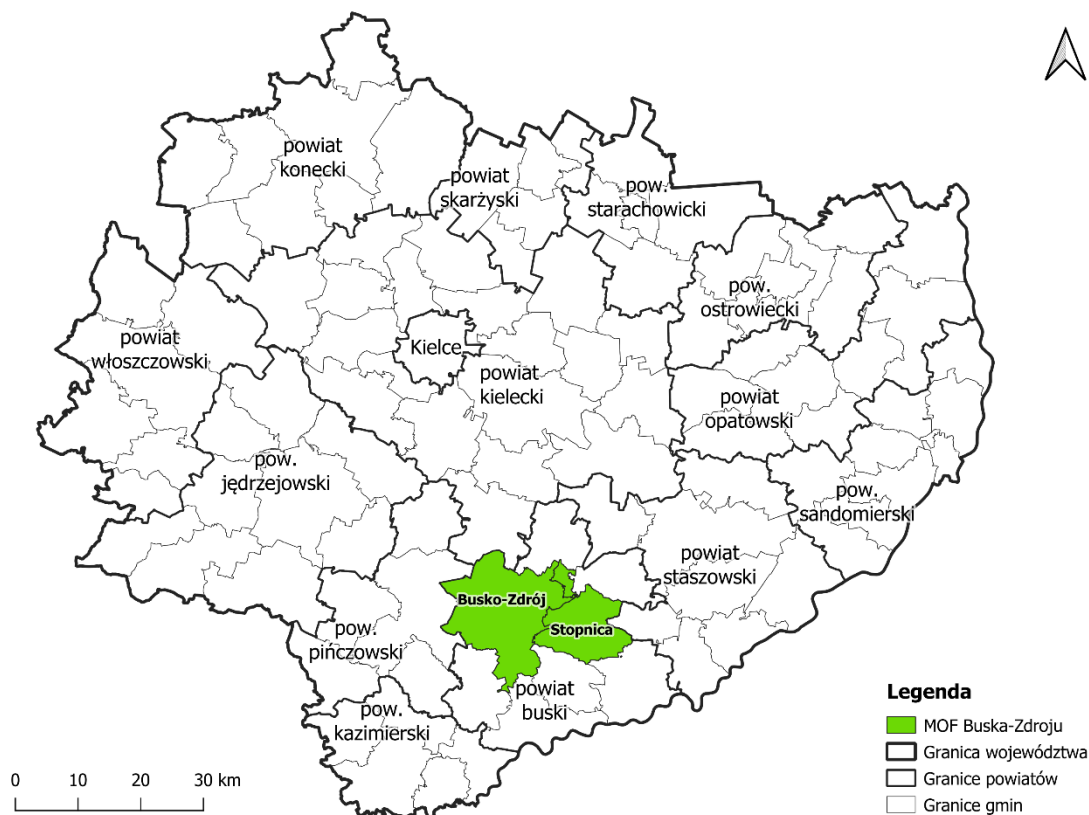 powiat
konecki
powiat
skarżyski
pow.
starachowicki
pow.
ostrowiecki
powiat
włoszczowski
Kielce
powiat
kielecki
powiat
opatowski
pow.
jędrzejowski
pow.
sandomierski
powiat
staszowski
Busko-Zdrój
Stopnica
pow.
pińczowski
powiat
buski
pow.
kazimierski
Legenda
MOF Buska-Zdroju
Granica województwa
Granice powiatów
Granice gmin
0 10 20 30 km